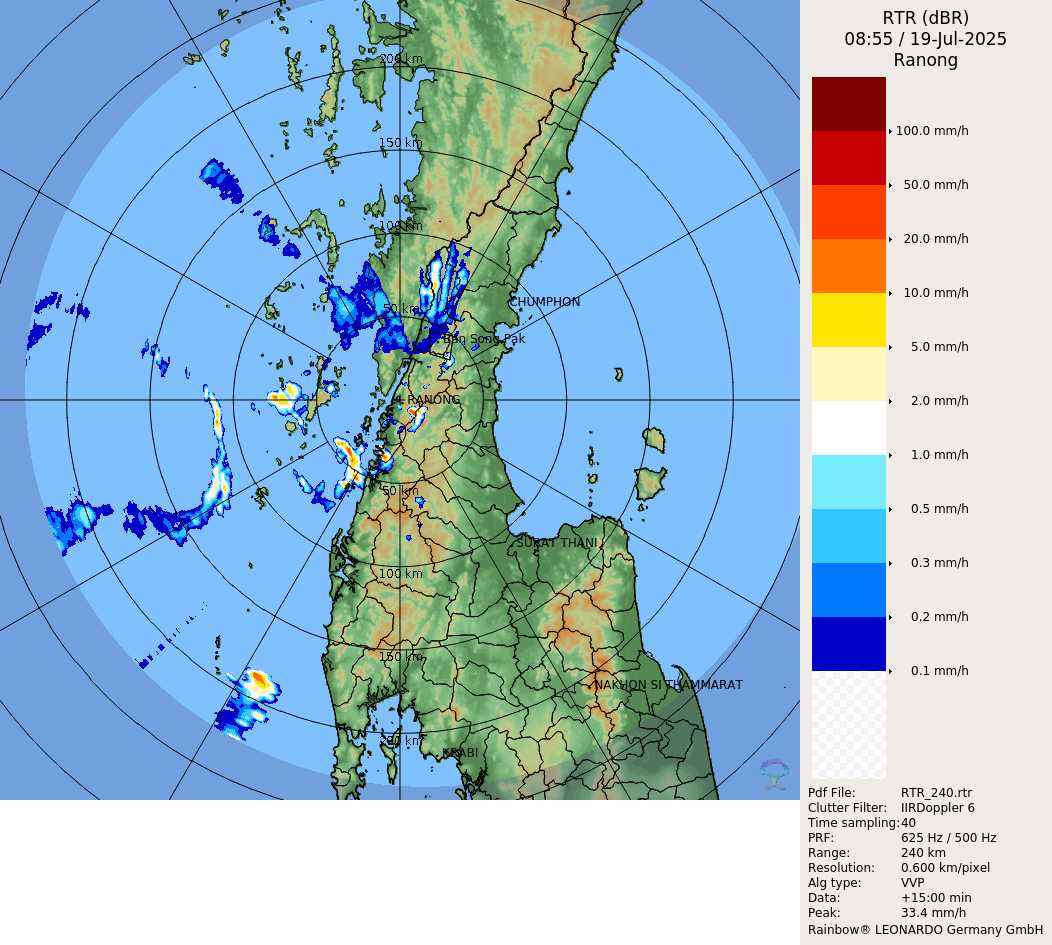 RTR (dBR)
08:55 / 19-Jul-2025
Ranong
200 km
150 km
100 km
50 km
CHUMPHON
Ban Song Pak
RANONG
50 km
SURAT THANI
100 km
150 km
NAKHON SI THAMMARAT
200 km
KRABI
100.0 mm/h
50.0 mm/h
20.0 mm/h
10.0 mm/h
5.0 mm/h
2.0 mm/h
1.0 mm/h
0.5 mm/h
0.3 mm/h
0.2 mm/h
0.1 mm/h
Pdf File: RTR_240.rtr
Clutter Filter: IIRDoppler 6
Time sampling:40
PRF: 625 Hz / 500 Hz
Range: 240 km
Resolution: 0.600 km/pixel
Alg type: VVP
Data: +15:00 min
Peak: 33.4 mm/h
Rainbow® LEONARDO Germany GmbH